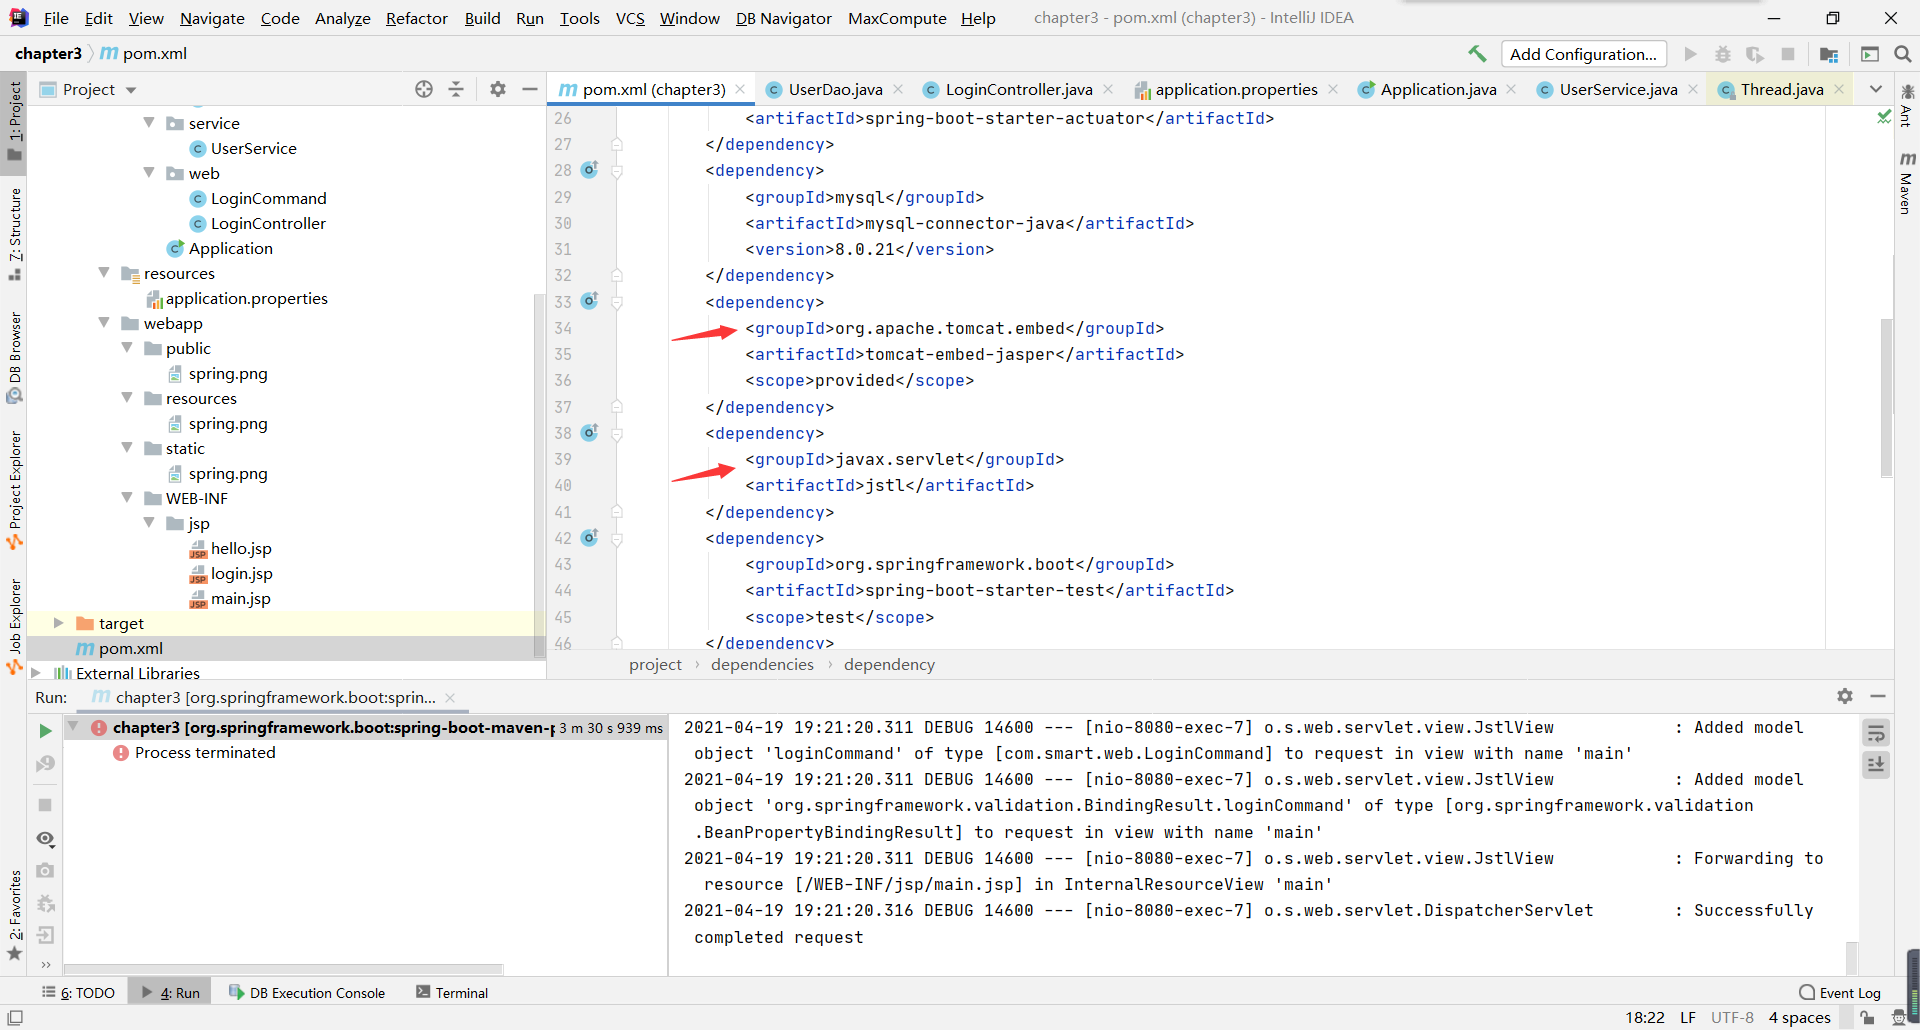 File Edit View Navigate Code Analyze Refactor Build Run Tools VCS Window DB Navigator MaxCompute Help chapter3 - pom.xml (chapter3) - IntelliJ IDEA
chapter3 m pom.xml Add Configuration...
Project
pom.xml (chapter3) UserDao.java LoginController.java application.properties Application.java UserService.java Thread.java
1: Project
7: Structure
DB Browser
Project Explorer
Job Explorer
2: Favorites
service
UserService
web
LoginCommand
LoginController
Application
resources
application.properties
webapp
public
spring.png
resources
spring.png
static
spring.png
WEB-INF
jsp
hello.jsp
login.jsp
main.jsp
target
pom.xml
External Libraries
26 <artifactId>spring-boot-starter-actuator</artifactId>
27 </dependency>
28 <dependency>
29 <groupId>mysql</groupId>
30 <artifactId>mysql-connector-java</artifactId>
31 <version>8.0.21</version>
32 </dependency>
33 <dependency>
34 <groupId>org.apache.tomcat.embed</groupId>
35 <artifactId>tomcat-embed-jasper</artifactId>
36 <scope>provided</scope>
37 </dependency>
38 <dependency>
39 <groupId>javax.servlet</groupId>
40 <artifactId>jstl</artifactId>
41 </dependency>
42 <dependency>
43 <groupId>org.springframework.boot</groupId>
44 <artifactId>spring-boot-starter-test</artifactId>
45 <scope>test</scope>
46 </dependency>
project › dependencies › dependency
Ant
Maven
Run: chapter3 [org.springframework.boot:sprin...
chapter3 [org.springframework.boot:spring-boot-maven-p 3 m 30 s 939 ms
Process terminated
2021-04-19 19:21:20.311 DEBUG 14600 --- [nio-8080-exec-7] o.s.web.servlet.view.JstlView : Added model
object 'loginCommand' of type [com.smart.web.LoginCommand] to request in view with name 'main'
2021-04-19 19:21:20.311 DEBUG 14600 --- [nio-8080-exec-7] o.s.web.servlet.view.JstlView : Added model
object 'org.springframework.validation.BindingResult.loginCommand' of type [org.springframework.validation
.BeanPropertyBindingResult] to request in view with name 'main'
2021-04-19 19:21:20.311 DEBUG 14600 --- [nio-8080-exec-7] o.s.web.servlet.view.JstlView : Forwarding to
resource [/WEB-INF/jsp/main.jsp] in InternalResourceView 'main'
2021-04-19 19:21:20.316 DEBUG 14600 --- [nio-8080-exec-7] o.s.web.servlet.DispatcherServlet : Successfully
completed request
6: TODO 4: Run DB Execution Console Terminal Event Log
18:22 LF UTF-8 4 spaces